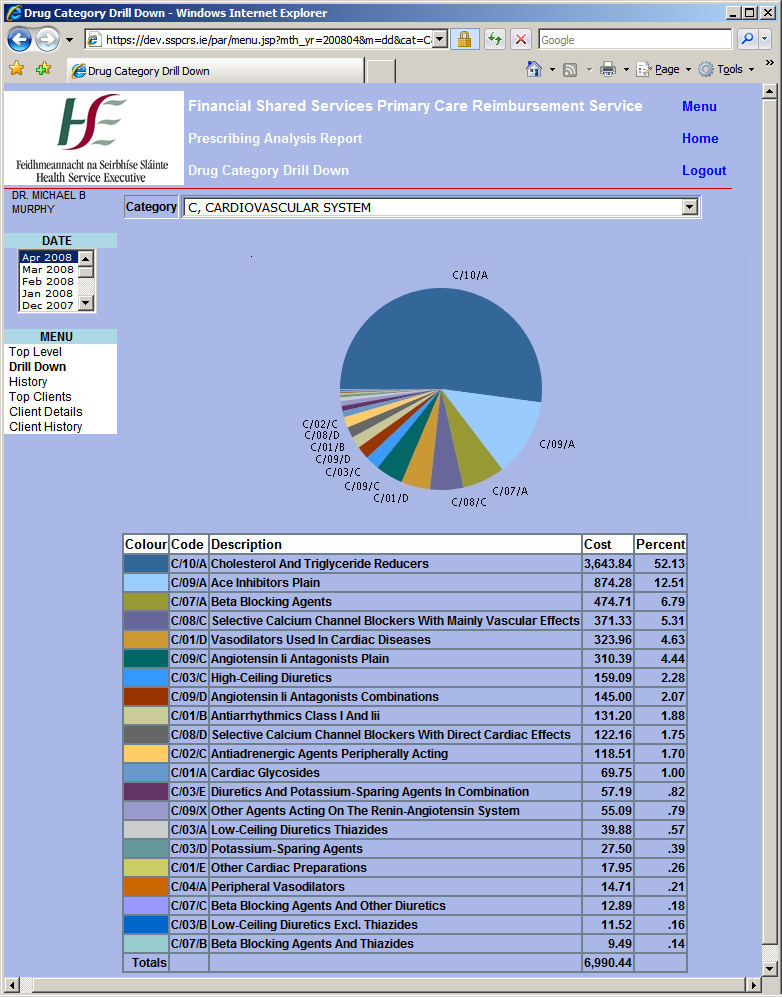 Drug Category Drill Down - Windows Internet Explorer
https://dev.sspcrs.ie/par/menu.jsp?mth_yr=200804&m=dd&cat=C
Google
Drug Category Drill Down
Page
Tools
Feidhmeannacht na Seirbhíse Sláinte
Health Service Executive
Financial Shared Services Primary Care Reimbursement Service
Menu
Prescribing Analysis Report
Home
Drug Category Drill Down
Logout
DR. MICHAEL B
MURPHY
Category C, CARDIOVASCULAR SYSTEM
DATE
Apr 2008
Mar 2008
Feb 2008
Jan 2008
Dec 2007
MENU
Top Level
Drill Down
History
Top Clients
Client Details
Client History
C/10/A
C/09/A
C/07/A
C/08/C
C/01/D
C/09/C
C/03/C
C/09/D
C/01/B
C/08/D
C/02/C
Colour Code Description Cost Percent
C/10/A Cholesterol And Triglyceride Reducers 3,643.84 52.13
C/09/A Ace Inhibitors Plain 874.28 12.51
C/07/A Beta Blocking Agents 474.71 6.79
C/08/C Selective Calcium Channel Blockers With Mainly Vascular Effects 371.33 5.31
C/01/D Vasodilators Used In Cardiac Diseases 323.96 4.63
C/09/C Angiotensin Ii Antagonists Plain 310.39 4.44
C/03/C High-Ceiling Diuretics 159.09 2.28
C/09/D Angiotensin Ii Antagonists Combinations 145.00 2.07
C/01/B Antiarrhythmics Class I And Iii 131.20 1.88
C/08/D Selective Calcium Channel Blockers With Direct Cardiac Effects 122.16 1.75
C/02/C Antiadrenergic Agents Peripherally Acting 118.51 1.70
C/01/A Cardiac Glycosides 69.75 1.00
C/03/E Diuretics And Potassium-Sparing Agents In Combination 57.19 .82
C/09/X Other Agents Acting On The Renin-Angiotensin System 55.09 .79
C/03/A Low-Ceiling Diuretics Thiazides 39.88 .57
C/03/D Potassium-Sparing Agents 27.50 .39
C/01/E Other Cardiac Preparations 17.95 .26
C/04/A Peripheral Vasodilators 14.71 .21
C/07/C Beta Blocking Agents And Other Diuretics 12.89 .18
C/03/B Low-Ceiling Diuretics Excl. Thiazides 11.52 .16
C/07/B Beta Blocking Agents And Thiazides 9.49 .14
Totals 6,990.44